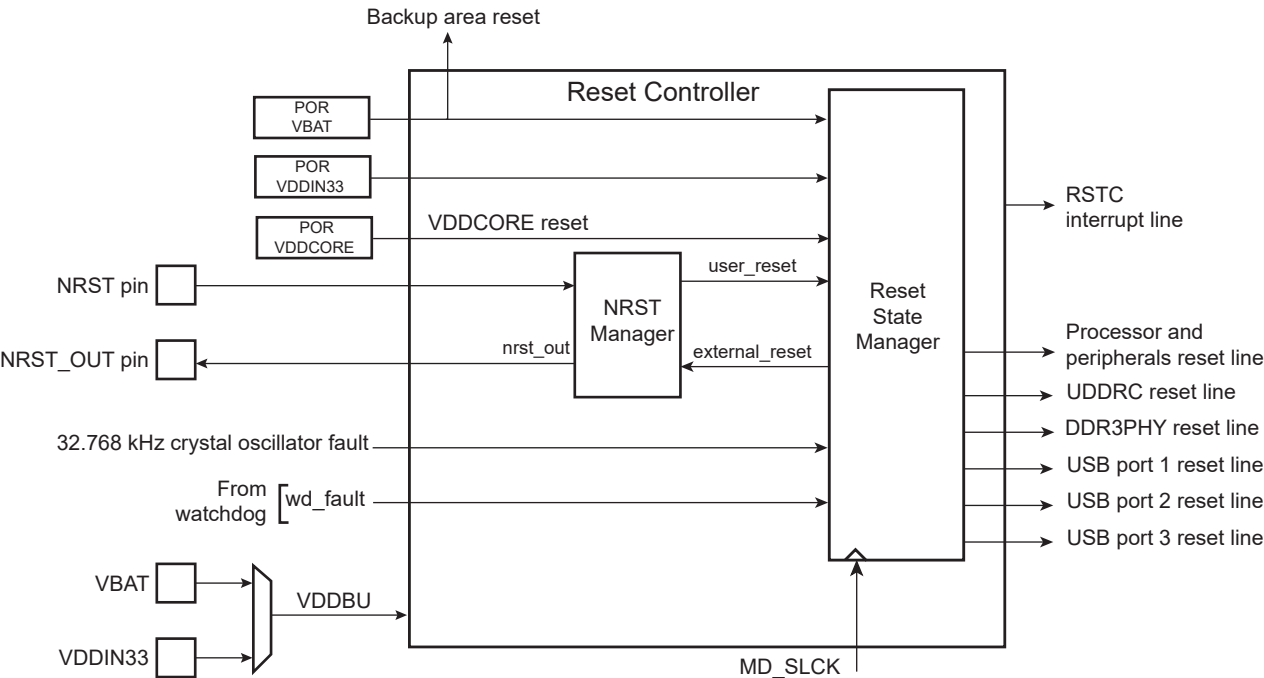 Backup area reset
Reset Controller
POR
VBAT
POR
VDDIN33
POR
VDDCORE
VDDCORE reset
RSTC
interrupt line
NRST pin
user_reset
NRST
Manager
Reset
State
Manager
NRST_OUT pin
nrst_out
external_reset
Processor and
peripherals reset line
UDDRC reset line
DDR3PHY reset line
32.768 kHz crystal oscillator fault
USB port 1 reset line
From
watchdog
wd_fault
USB port 2 reset line
USB port 3 reset line
VBAT
VDDBU
VDDIN33
MD_SLCK